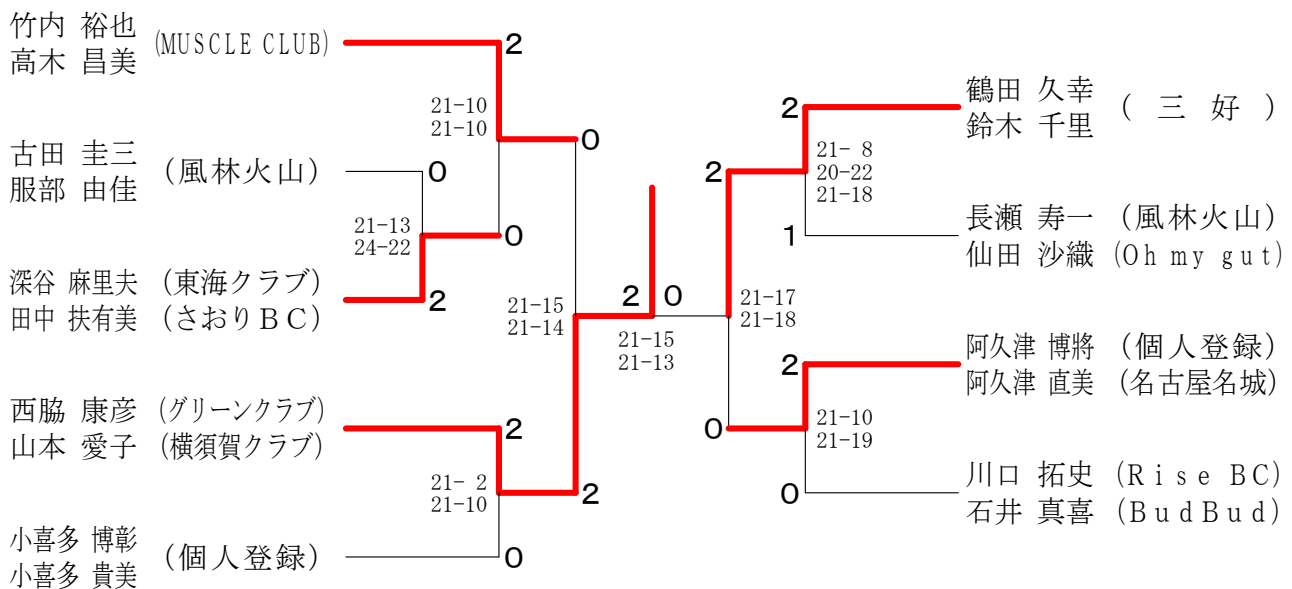 竹内 裕也 (MUSCLE CLUB)
高木 昌美
2
21-10
21-10
0
古田 圭三 (風林火山)
服部 由佳
0
21-13
24-22
0
深谷 麻里夫 (東海クラブ)
田中 扶有美 (さおりBC)
2
21-15
21-14
西脇 康彦 (グリーンクラブ)
山本 愛子 (横須賀クラブ)
2
21- 2
21-10
2
小喜多 博彰 (個人登録)
小喜多 貴美
0
2 0
21-15
21-13
鶴田 久幸 (三好)
鈴木 千里
2
21- 8
20-22
21-18
2
長瀬 寿一 (風林火山)
仙田 沙織 (Oh my gut)
1
21-17
21-18
阿久津 博將 (個人登録)
阿久津 直美 (名古屋名城)
2
21-10
21-19
0
川口 拓史 (Rise BC)
石井 真喜 (BudBud)
0